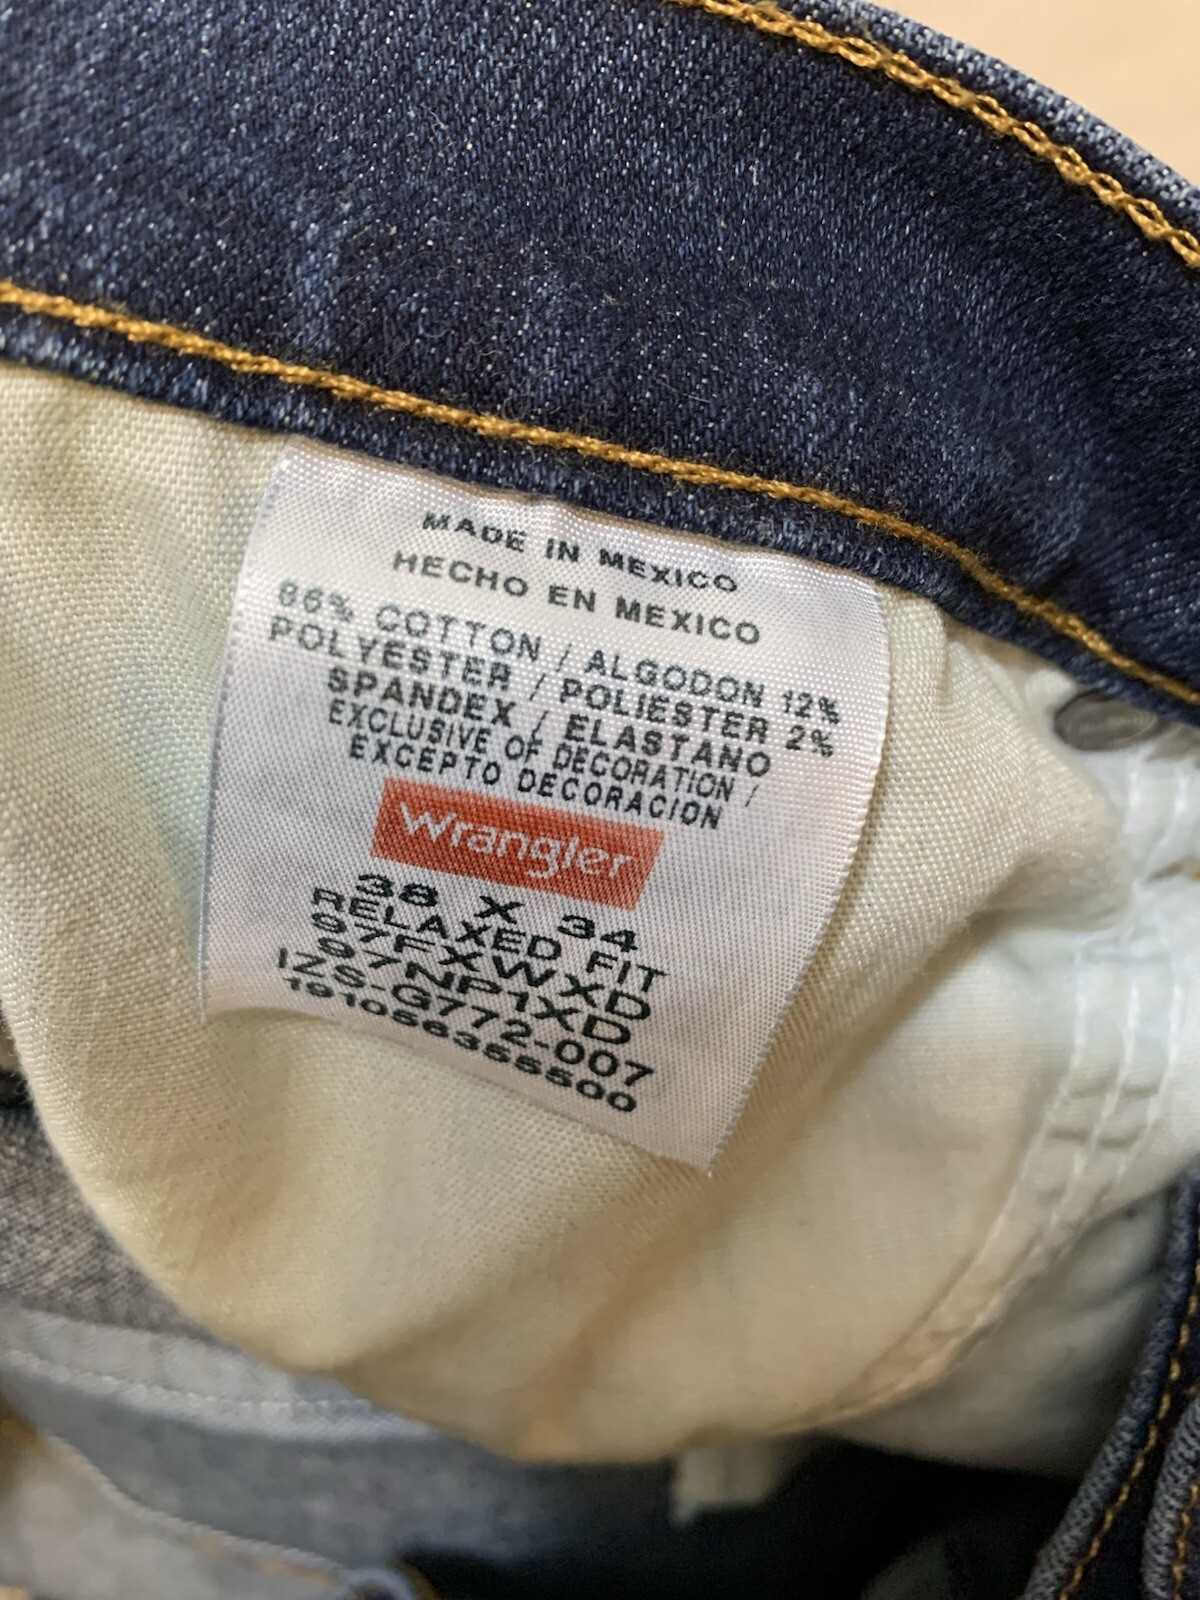 MADE IN MEXICO
HECHO EN MEXICO
86% COTTON / ALGODON 12%
POLYESTER / POLIESTER 2%
SPANDEX / ELASTANO
EXCLUSIVE OF DECORATION /
EXCEPTO DECORACION
Wrangler
38 X 34
RELAXED FIT
97FXWXD
97NP1XD
IZS-G772-007
191056355500